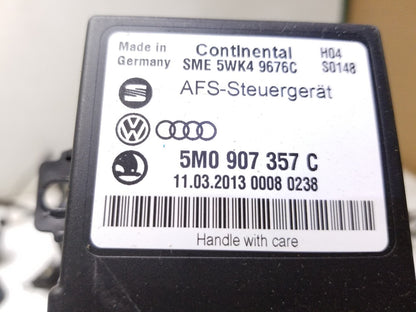 Made in Continental H04
Germany SME 5WK4 9676C S0148
AFS-Steuergerät
5M0 907 357 C
11.03.2013 0008 0238
Handle with care